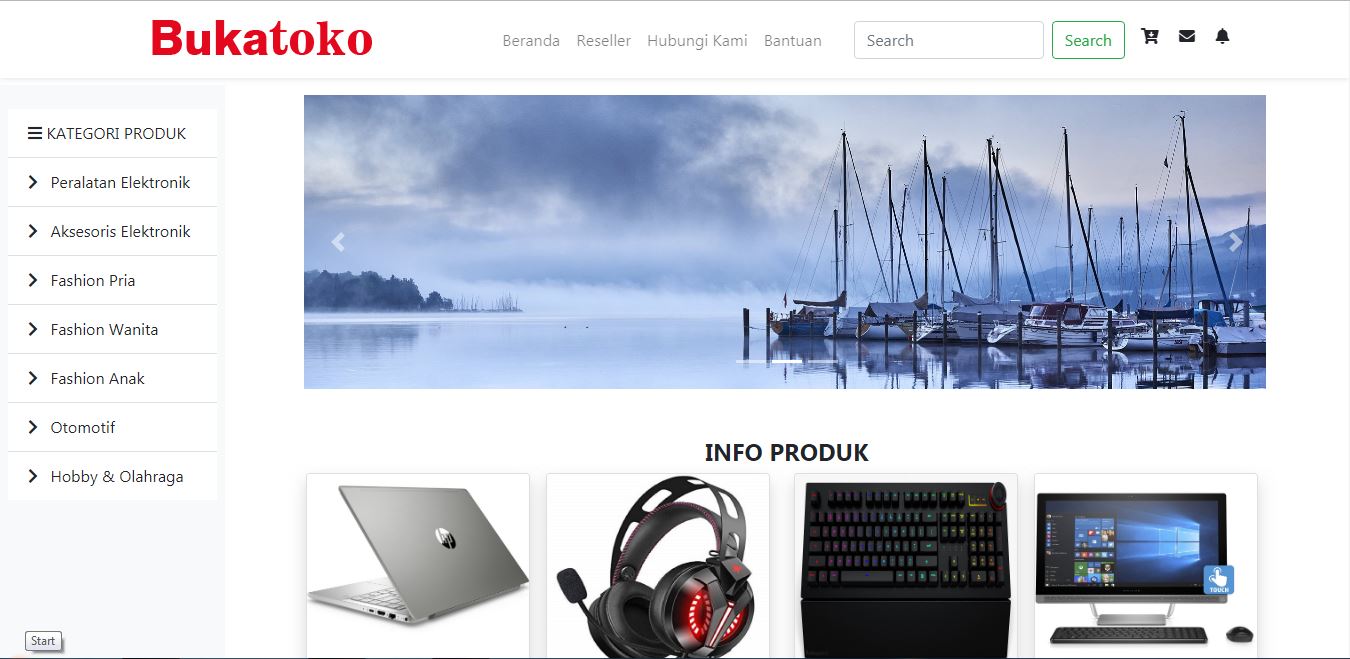 Bukatoko
Beranda Reseller Hubungi Kami Bantuan Search Search
KATEGORI PRODUK
Peralatan Elektronik
Aksesoris Elektronik
Fashion Pria
Fashion Wanita
Fashion Anak
Otomotif
Hobby & Olahraga
INFO PRODUK
hp
TOUCH
Start